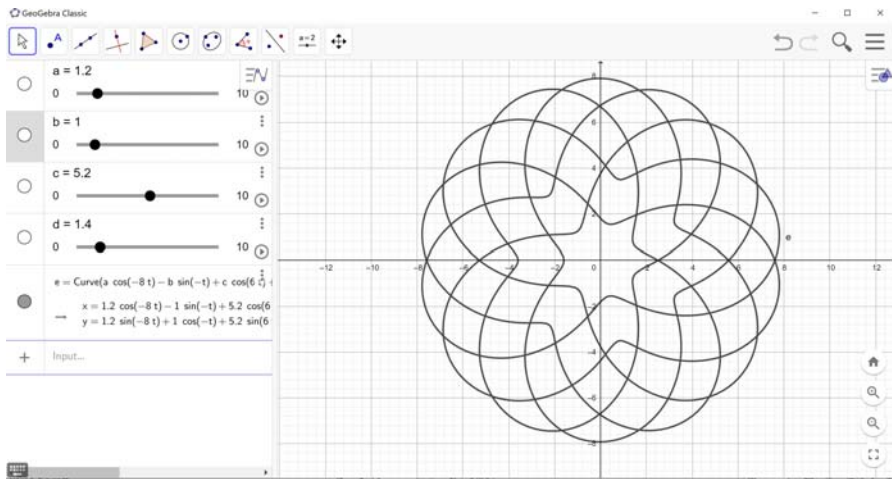 GeoGebra Classic
A
a=2
a = 1.2
0 10
b = 1
0 10
c = 5.2
0 10
d = 1.4
0 10
e = Curve(a cos(−8 t) − b sin(−t) + c cos(6 t) +
→ x = 1.2 cos(−8 t) − 1 sin(−t) + 5.2 cos(6
y = 1.2 sin(−8 t) + 1 cos(−t) + 5.2 sin(6
+ Input...
8
6
4
2
e
−12 −10 −8 −6 −4 −2 0 2 4 6 8 10 12
−2
−4
−6
−8